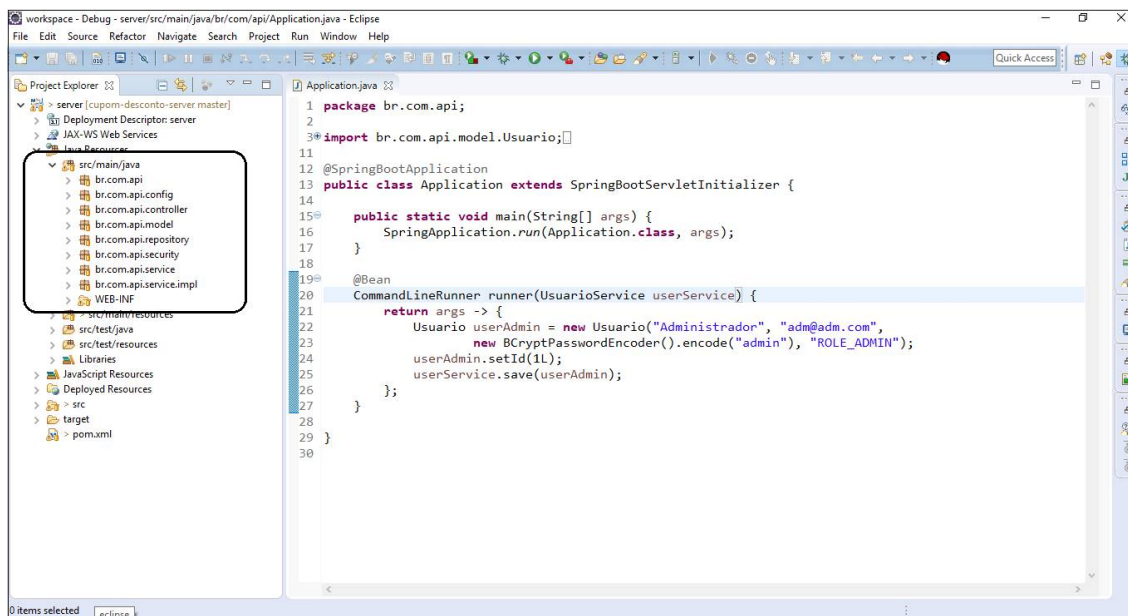 workspace - Debug - server/src/main/java/br/com/api/Application.java - Eclipse
File Edit Source Refactor Navigate Search Project Run Window Help
Quick Access
Project Explorer
> server [cupom-desconto-server master]
Deployment Descriptor: server
JAX-WS Web Services
Java Resources
src/main/java
br.com.api
br.com.api.config
br.com.api.controller
br.com.api.model
br.com.api.repository
br.com.api.security
br.com.api.service
br.com.api.service.impl
WEB-INF
> src/main/resources
src/test/java
src/test/resources
Libraries
JavaScript Resources
Deployed Resources
> src
target
> pom.xml
Application.java
1 package br.com.api;
2
3 import br.com.api.model.Usuario;
11
12 @SpringBootApplication
13 public class Application extends SpringBootServletInitializer {
14
15 public static void main(String[] args) {
16 SpringApplication.run(Application.class, args);
17 }
18
19 @Bean
20 CommandLineRunner runner(UsuarioService userService) {
21 return args -> {
22 Usuario userAdmin = new Usuario("Administrador", "adm@adm.com",
23 new BCryptPasswordEncoder().encode("admin"), "ROLE_ADMIN");
24 userAdmin.setId(1L);
25 userService.save(userAdmin);
26 };
27 }
28
29 }
30
0 items selected
eclipse